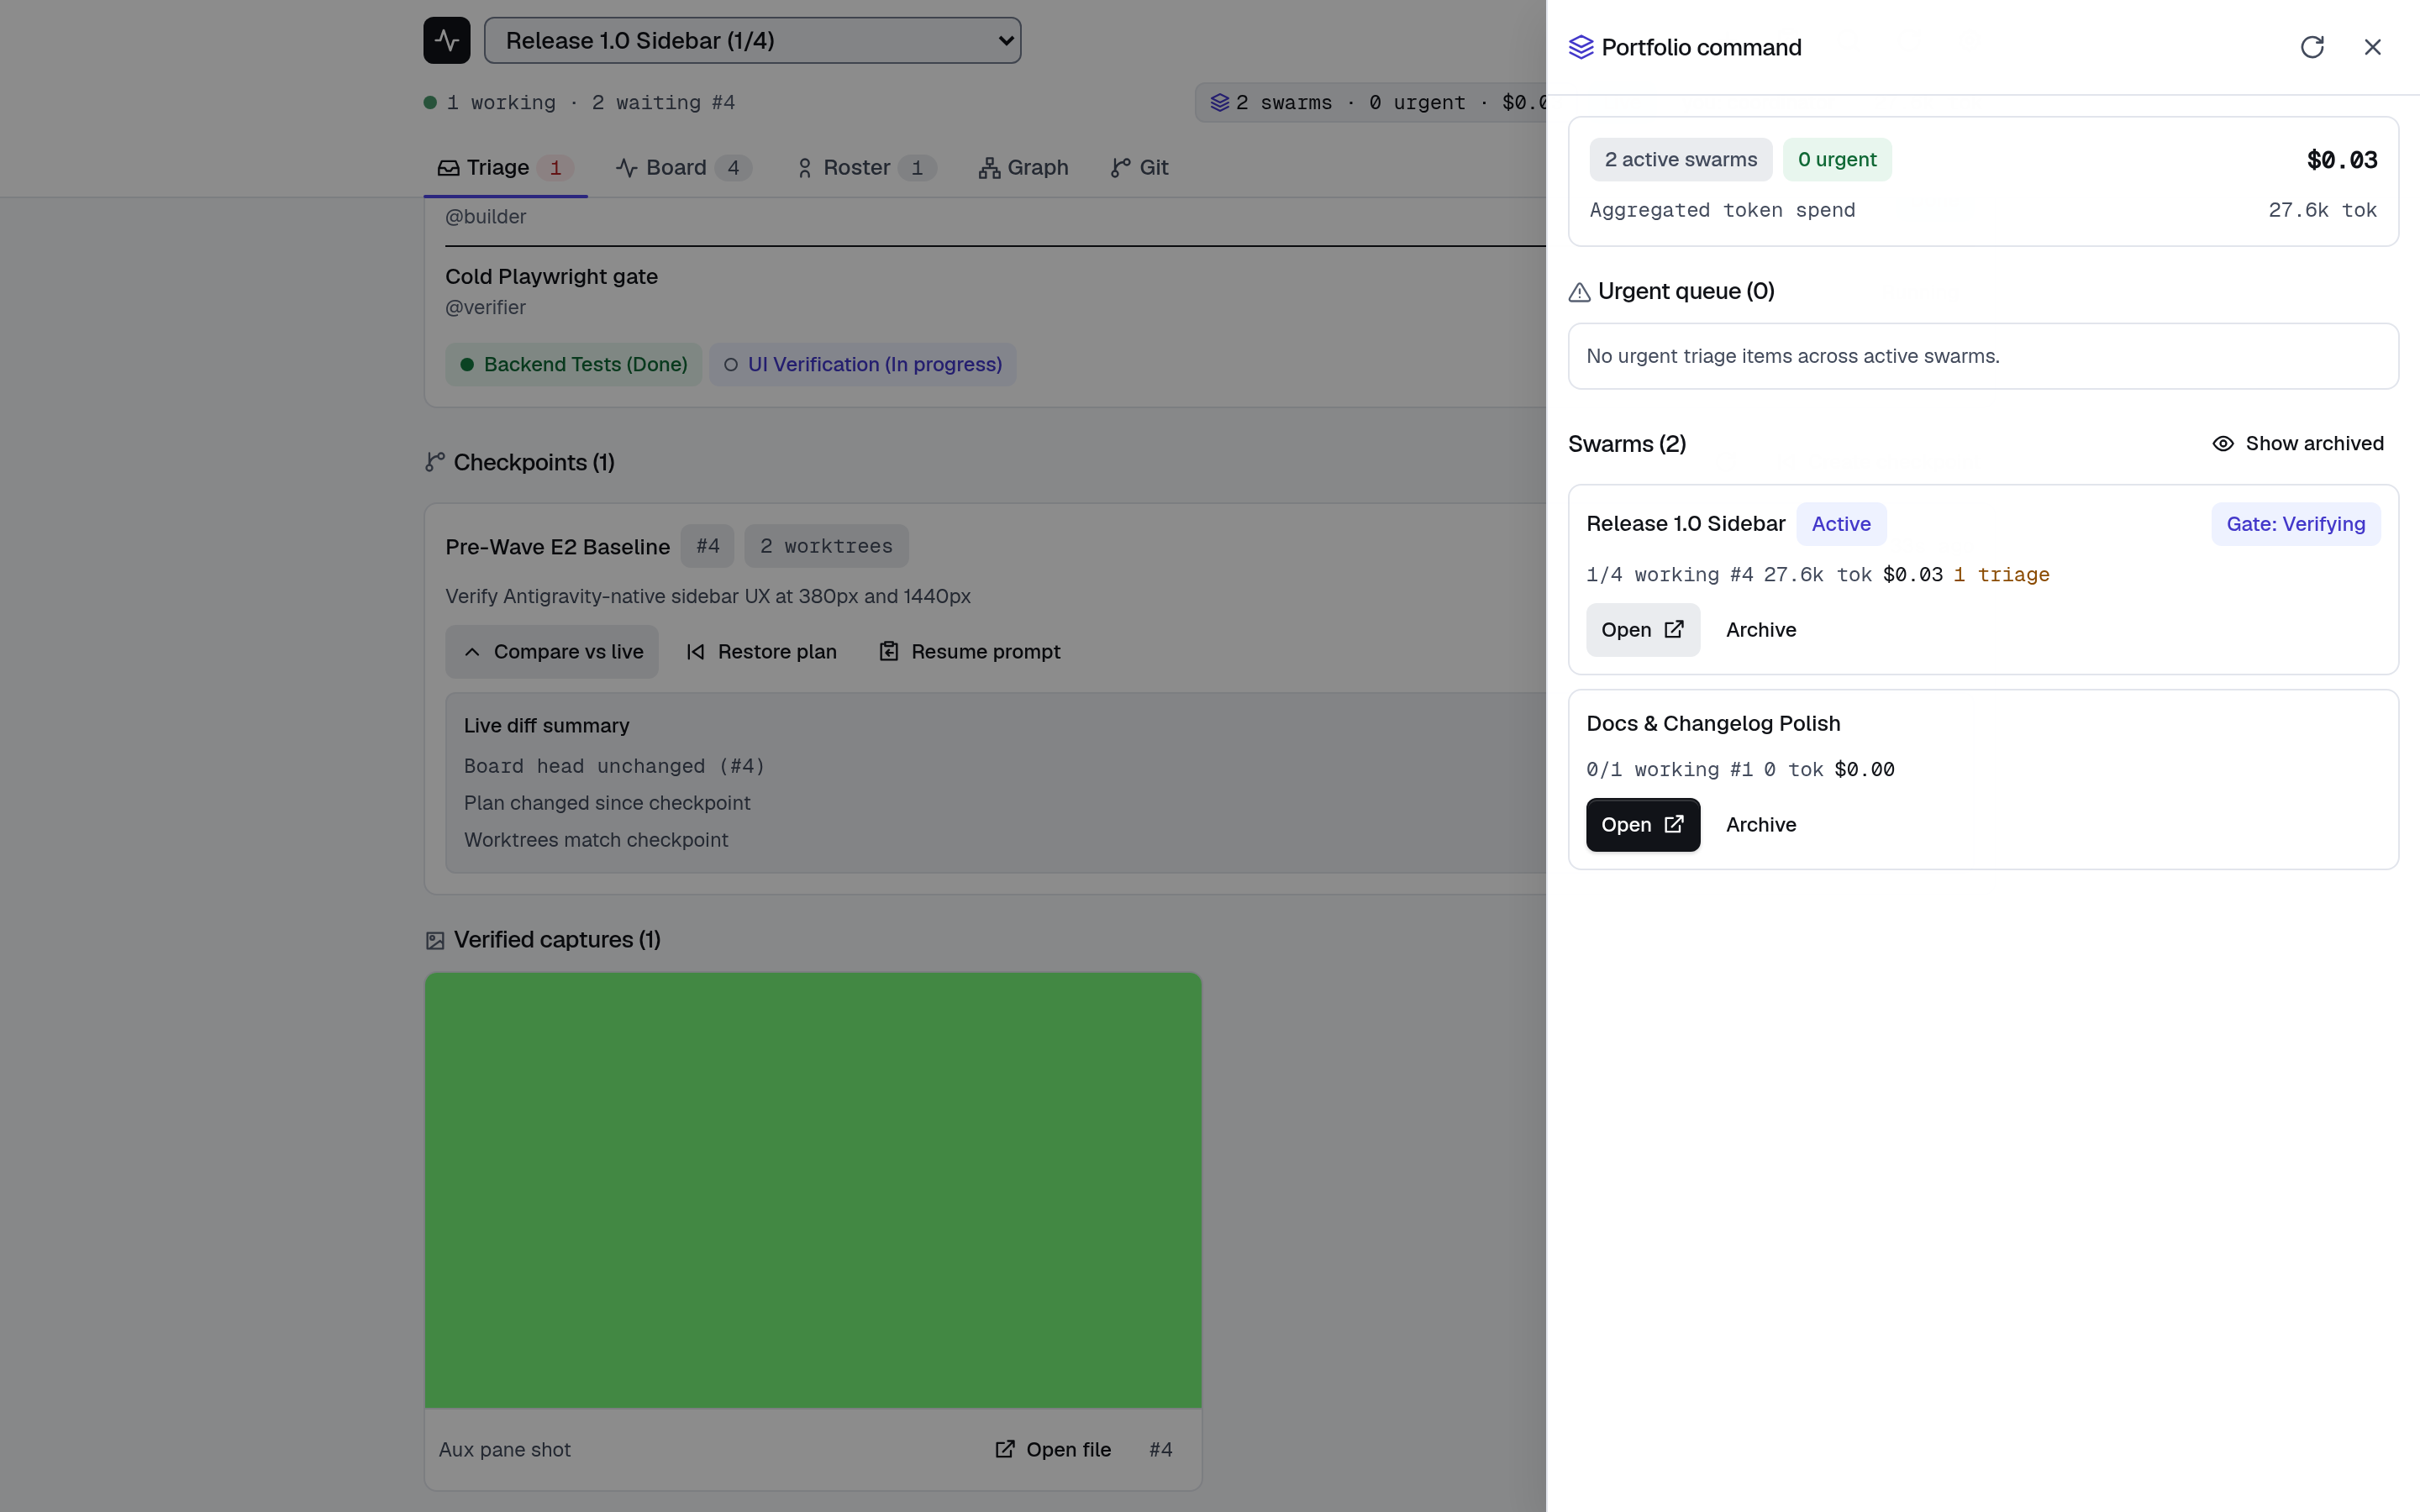 Release 1.0 Sidebar (1/4)
1 working · 2 waiting #4
2 swarms · 0 urgent · $0.0
Triage 1
Board 4
Roster 1
Graph
Git
@builder
Cold Playwright gate
@verifier
Backend Tests (Done)
UI Verification (In progress)
Checkpoints (1)
Pre-Wave E2 Baseline #4 2 worktrees
Verify Antigravity-native sidebar UX at 380px and 1440px
Compare vs live
Restore plan
Resume prompt
Live diff summary
Board head unchanged (#4)
Plan changed since checkpoint
Worktrees match checkpoint
Verified captures (1)
Aux pane shot
Open file
#4
Portfolio command
2 active swarms
0 urgent
$0.03
Aggregated token spend
27.6k tok
Urgent queue (0)
No urgent triage items across active swarms.
Swarms (2)
Show archived
Release 1.0 Sidebar
Active
Gate: Verifying
1/4 working #4 27.6k tok $0.03 1 triage
Open
Archive
Docs & Changelog Polish
0/1 working #1 0 tok $0.00
Open
Archive